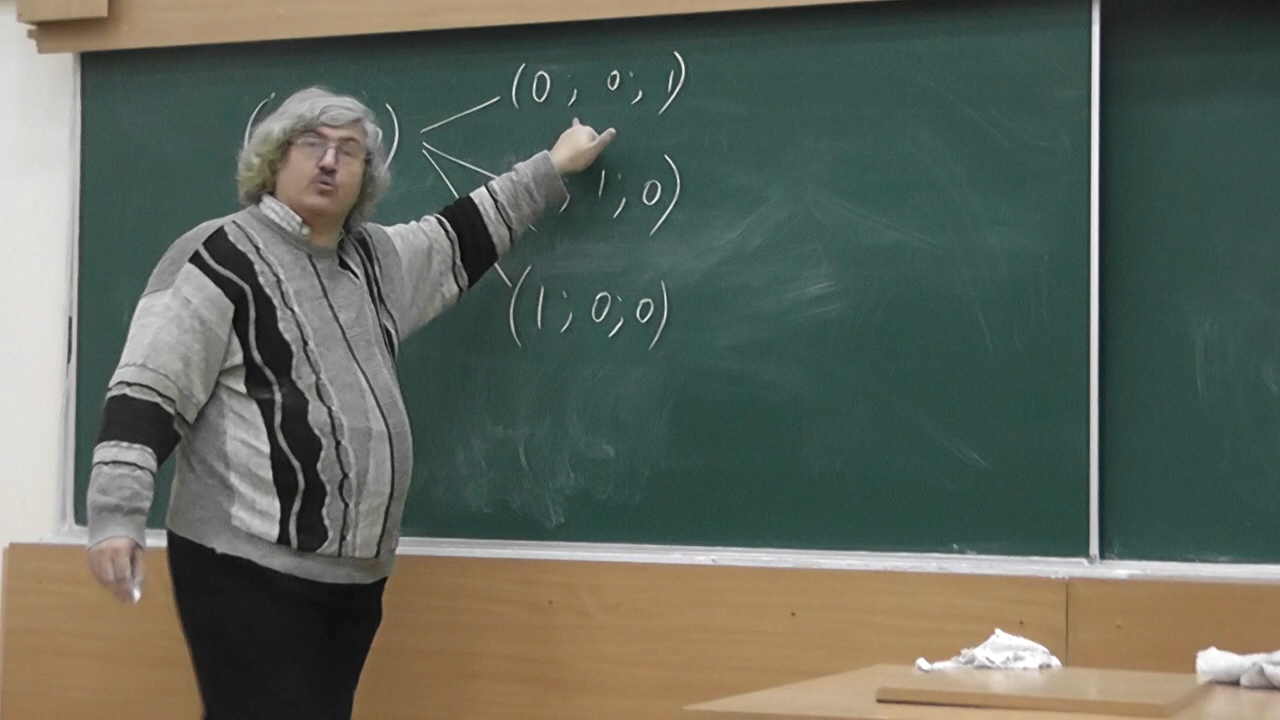 ( ) (0 ; 0 ; 1)
; 1 ; 0)
(1 ; 0 ; 0)